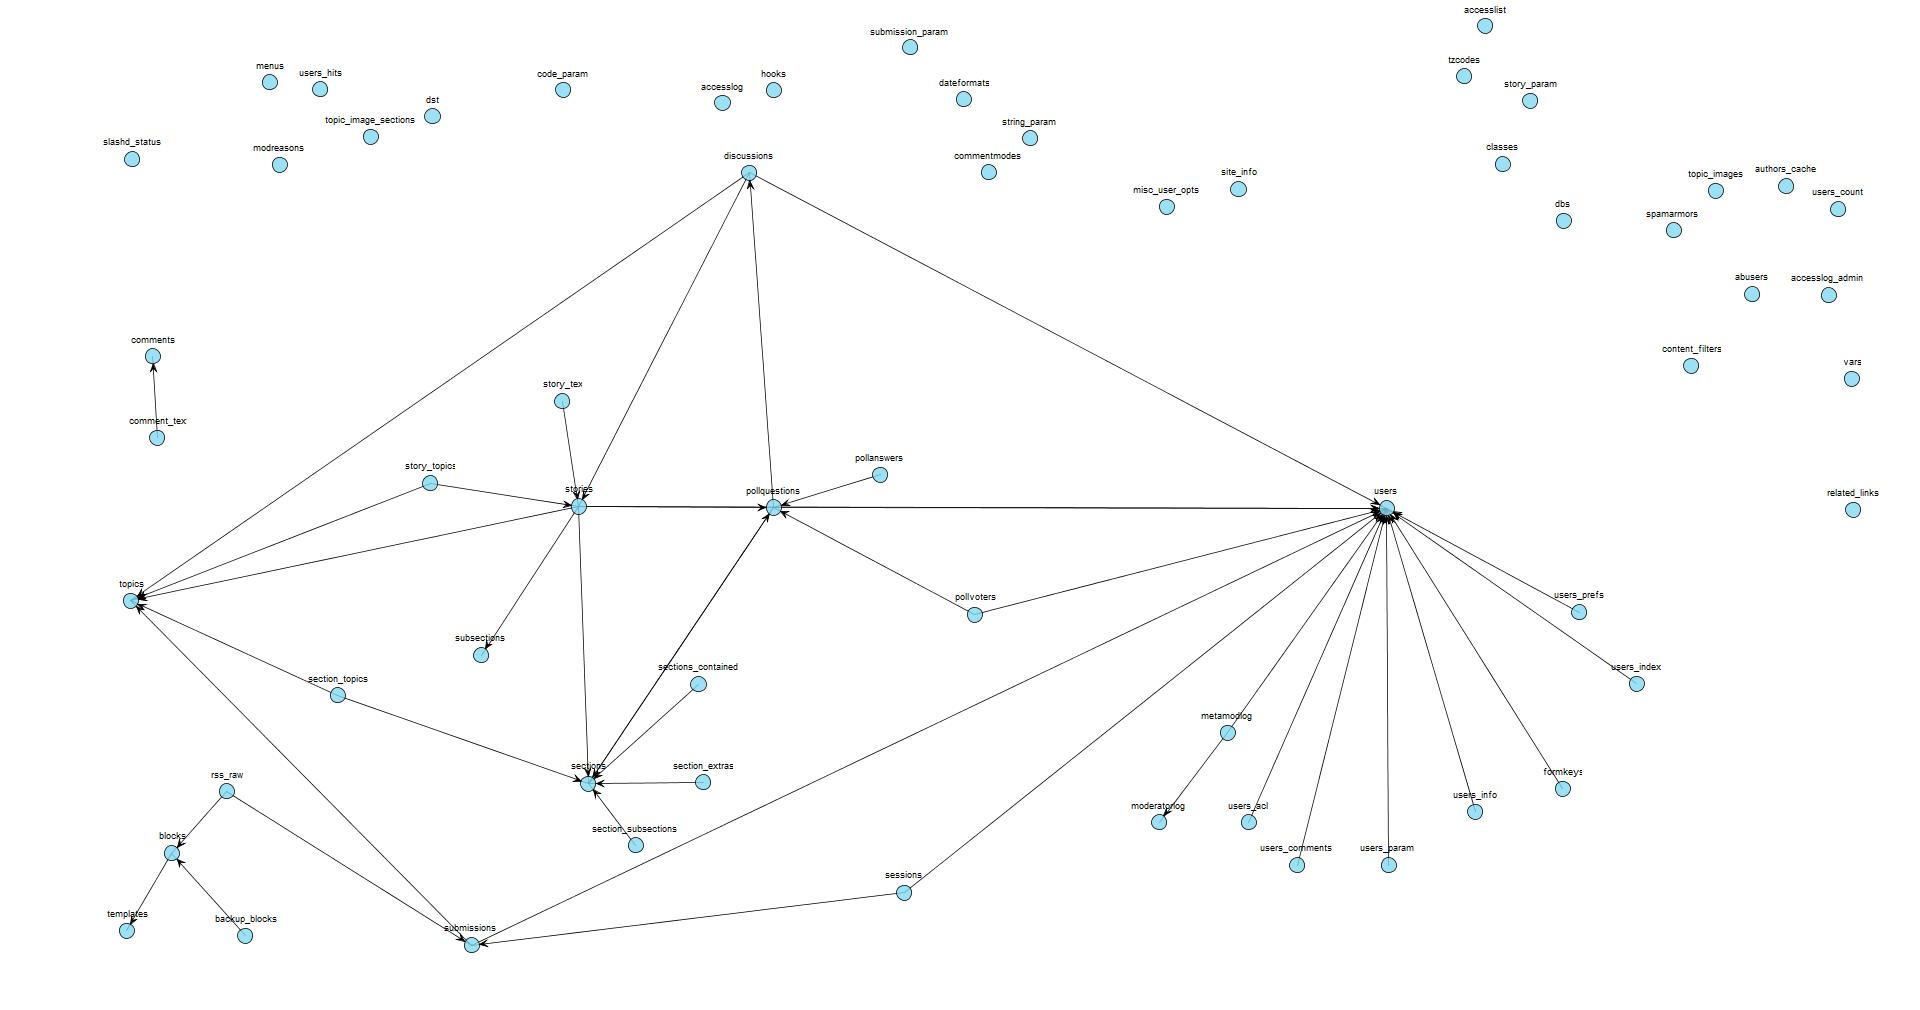 accesslist
submission_param
tzcodes
menus
users_hits
code_param
hooks
accesslog
dateformats
story_param
dst
topic_image_sections
string_param
slashd_status
modreasons
discussions
commentmodes
classes
site_info
misc_user_opts
topic_images
authors_cache
users_count
dbs
spamarmors
abusers
accesslog_admin
comments
content_filters
vars
story_tex
comment_tex
story_topics
pollanswers
stories
pollquestions
users
related_links
topics
pollvoters
users_prefs
subsections
sections_contained
users_index
section_topics
metamodlog
sections
section_extras
rss_raw
formkeys
users_info
moderatorlog
users_acl
blocks
section_subsections
users_comments
users_param
sessions
templates
backup_blocks
submissions